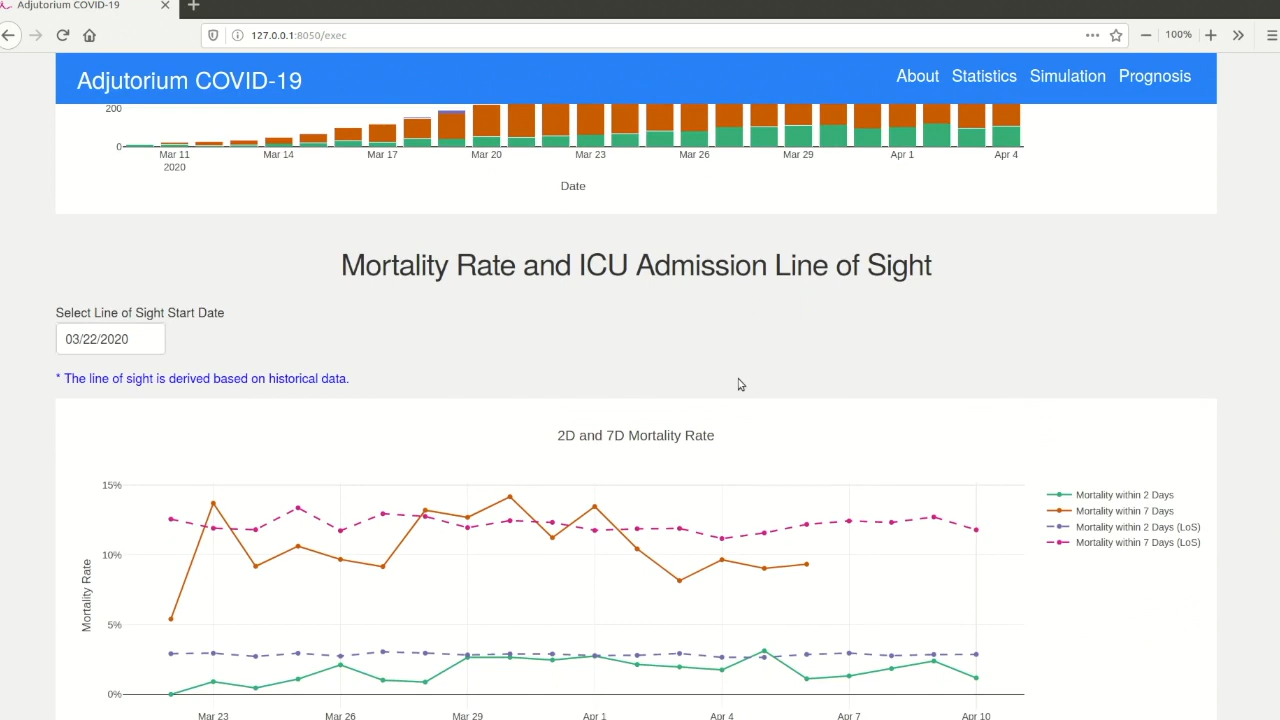 Adjutorium COVID-19
127.0.0.1:8050/exec
100%
Adjutorium COVID-19
About Statistics Simulation Prognosis
200
0
Mar 11 Mar 14 Mar 17 Mar 20 Mar 23 Mar 26 Mar 29 Apr 1 Apr 4
2020
Date
Mortality Rate and ICU Admission Line of Sight
Select Line of Sight Start Date
03/22/2020
* The line of sight is derived based on historical data.
2D and 7D Mortality Rate
15%
10%
5%
0%
Mortality Rate
Mortality within 2 Days
Mortality within 7 Days
Mortality within 2 Days (LoS)
Mortality within 7 Days (LoS)
Mar 23 Mar 26 Mar 29 Apr 1 Apr 4 Apr 7 Apr 10